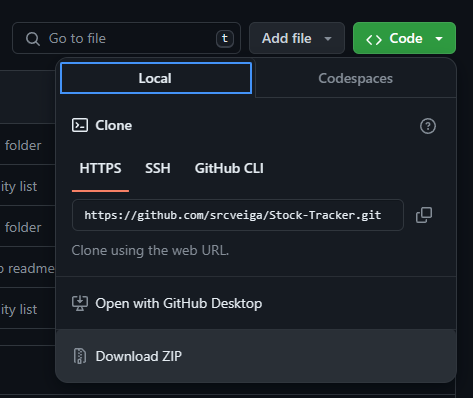 Go to file
t
Add file
Code
Local
Codespaces
folder
Clone
ity list
HTTPS SSH GitHub CLI
folder
https://github.com/srcveiga/Stock-Tracker.git
Clone using the web URL.
readme
ity list
Open with GitHub Desktop
Download ZIP